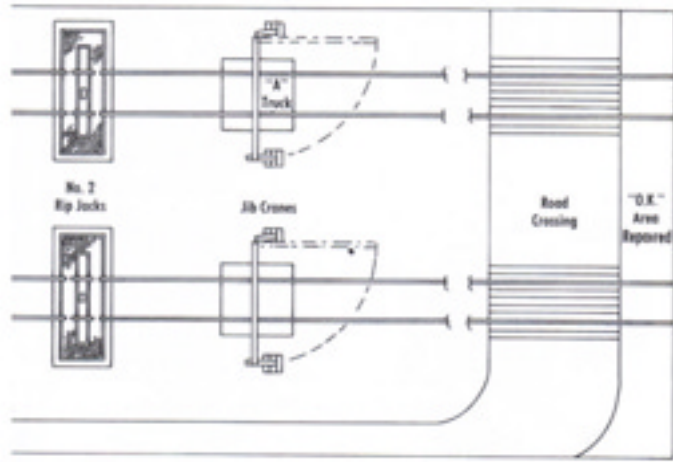 "A"
Truck
No. 2
Rip Jacks
Jib Cranes
Road
Crossing
"O.K."
Area
Repaired